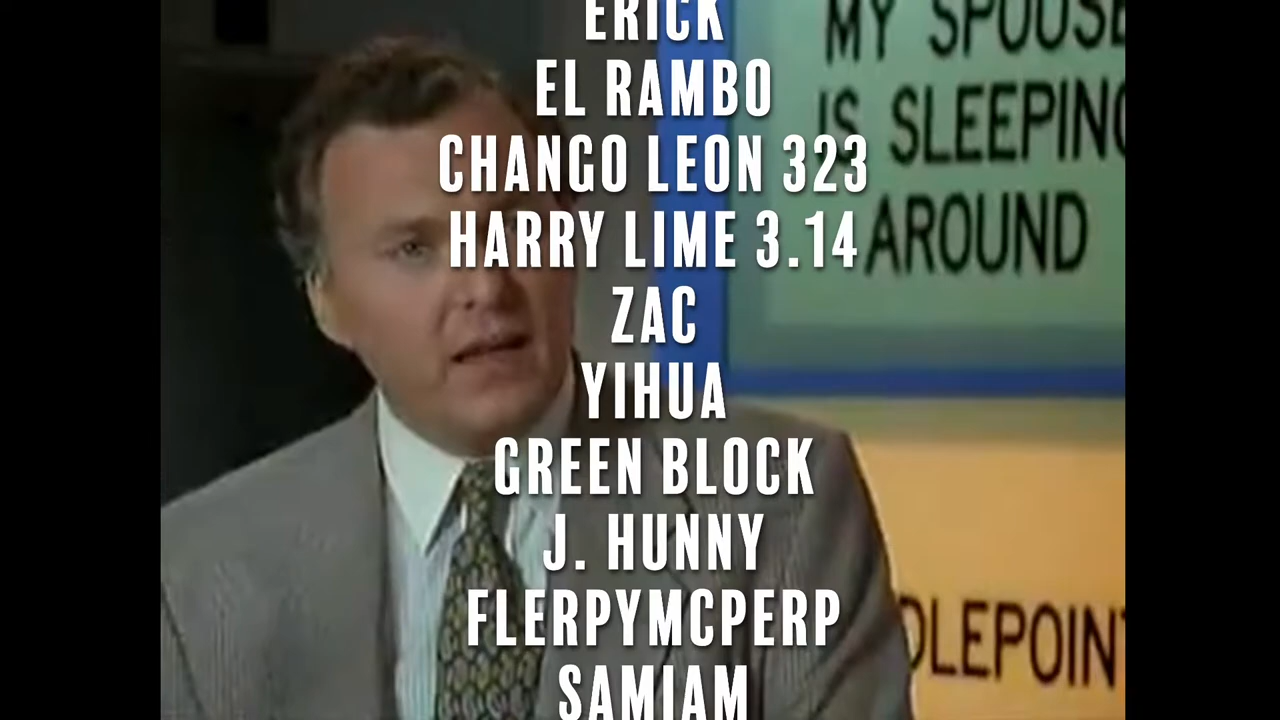 ERICK
EL RAMBO
CHANGO LEON 323
HARRY LIME 3.14
ZAC
YIHUA
GREEN BLOCK
J. HUNNY
FLERPYMCPERP
SAMIAM
MY SPOUSE
IS SLEEPING
AROUND
DLEPOINT